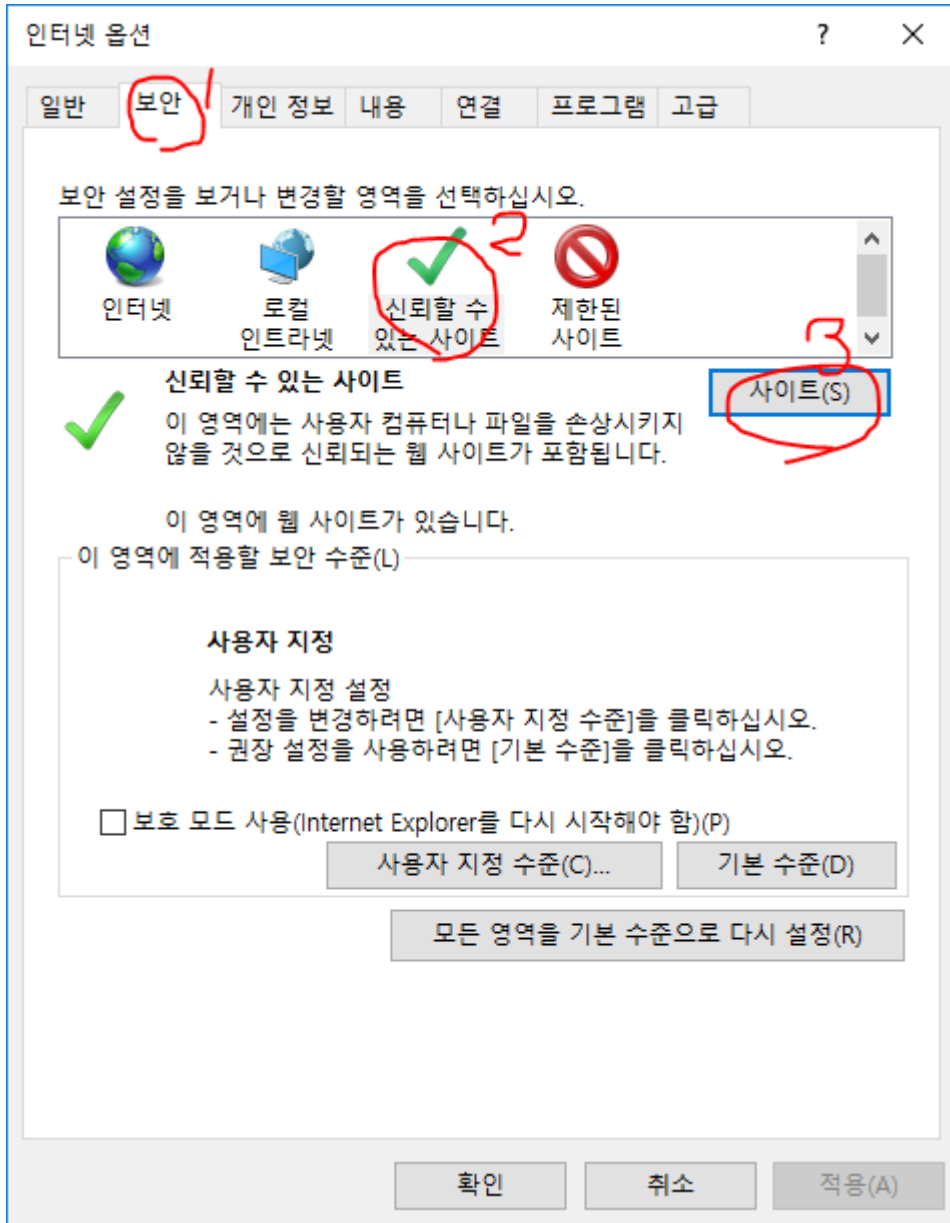 인터넷 옵션 ?
일반 보안 개인 정보 내용 연결 프로그램 고급
1
보안 설정을 보거나 변경할 영역을 선택하십시오.
2
인터넷
로컬
인트라넷
신뢰할 수
있는 사이트
제한된
사이트
3
신뢰할 수 있는 사이트
사이트(S)
이 영역에는 사용자 컴퓨터나 파일을 손상시키지
않을 것으로 신뢰되는 웹 사이트가 포함됩니다.
이 영역에 웹 사이트가 있습니다.
이 영역에 적용할 보안 수준(L)
사용자 지정
사용자 지정 설정
- 설정을 변경하려면 [사용자 지정 수준]을 클릭하십시오.
- 권장 설정을 사용하려면 [기본 수준]을 클릭하십시오.
보호 모드 사용(Internet Explorer를 다시 시작해야 함)(P)
사용자 지정 수준(C)... 기본 수준(D)
모든 영역을 기본 수준으로 다시 설정(R)
확인 취소 적용(A)